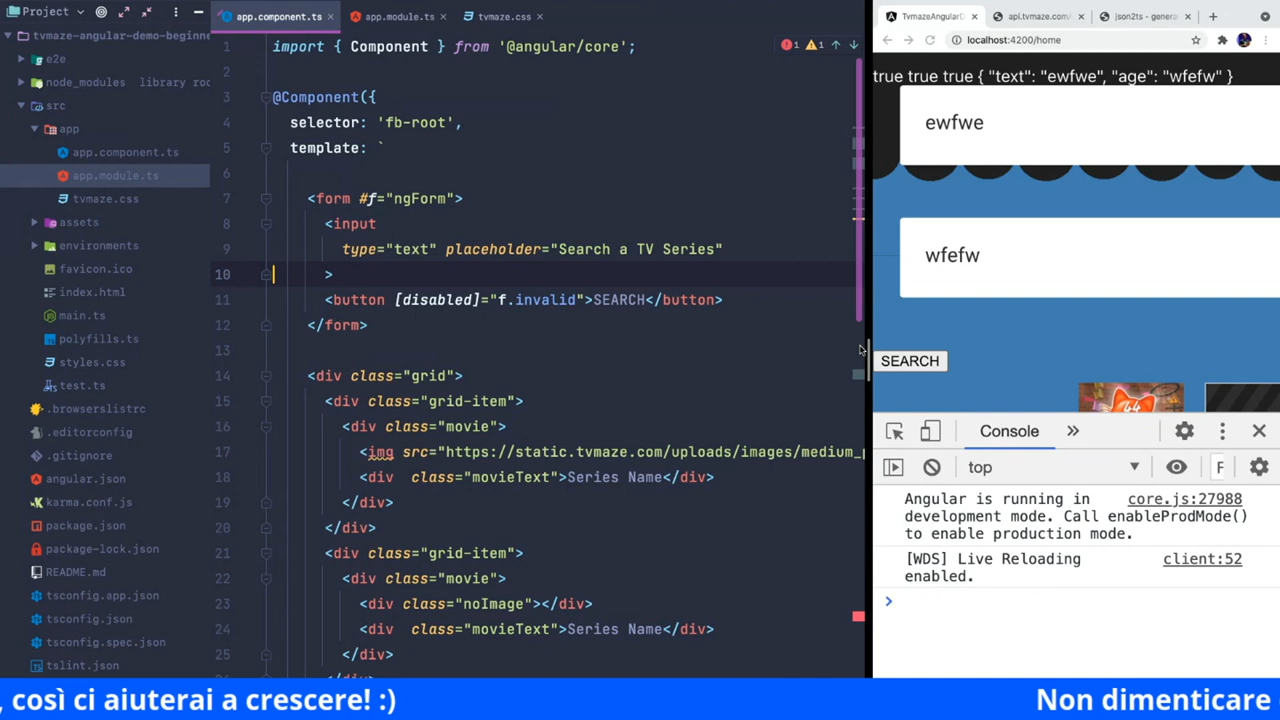 Project
app.component.ts
app.module.ts
tvmaze.css
TvmazeAngularD
api.tvmaze.com/
json2ts - genera
localhost:4200/home
tvmaze-angular-demo-beginne
e2e
node_modules library roo
src
app
app.component.ts
app.module.ts
tvmaze.css
assets
environments
favicon.ico
index.html
main.ts
polyfills.ts
styles.css
test.ts
.browserslistrc
.editorconfig
.gitignore
angular.json
karma.conf.js
package.json
package-lock.json
README.md
tsconfig.app.json
tsconfig.json
tsconfig.spec.json
tslint.json
1 import { Component } from '@angular/core';
1 1
2
3 @Component({
4 selector: 'fb-root',
5 template: `
6
7 <form #f="ngForm">
8 <input
9 type="text" placeholder="Search a TV Series"
10 >
11 <button [disabled]="f.invalid">SEARCH</button>
12 </form>
13
14 <div class="grid">
15 <div class="grid-item">
16 <div class="movie">
17 <img src="https://static.tvmaze.com/uploads/images/medium_p
18 <div class="movieText">Series Name</div>
19 </div>
20 </div>
21 <div class="grid-item">
22 <div class="movie">
23 <div class="noImage"></div>
24 <div class="movieText">Series Name</div>
25 </div>
true true true { "text": "ewfwe", "age": "wfefw" }
ewfwe
wfefw
SEARCH
44
Console
top
F
Angular is running in core.js:27988
development mode. Call enableProdMode()
to enable production mode.
[WDS] Live Reloading client:52
enabled.
, così ci aiuterai a crescere! :)
Non dimenticare